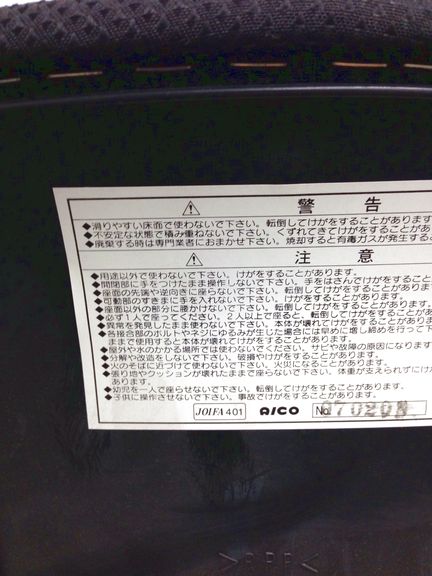 ⚠ 警告
◆滑りやすい床面で使わないで下さい。転倒してけがをすることがあります
◆不安定な状態で積み重ねないで下さい。くずれてきてけがをすることがあり
◆廃棄する時は専門業者におまかせ下さい。焼却すると有毒ガスが発生する
⚠ 注意
◆用途以外で使わないで下さい。けがをすることがあります。
◆開閉部に手をつけたまま操作しないで下さい。手をはさんでけがをすることが
◆座面の先端や逆向きに座らないで下さい。転倒してけがをすることがあります
◆可動部のすきまに手を入れないで下さい。けがをすることがあります。
◆座面以外の部分に腰かけないで下さい。転倒してけがをすることがあり
◆必ず1人で座ってください。2人以上で座ると、転倒してけがをすること
◆異常を発見したまま使わないで下さい。本体が壊れてけがをすることが
◆各接合部のボルトやネジにゆるみが生じた場合には早めに増し締めを行って下
ままで使用すると本体が壊れてけがをすることがあります。
◆屋外や水のかかる場所では使わないでください。サビや故障の原因になります
◆分解や改造をしないで下さい。破損やけがをすることがあります。
◆火のそばに近づけて使わないで下さい。火災になることがあります。
◆張り地やクッションが壊れたままで座らないで下さい。体重が支えられずにけ
あります。
◆幼児を一人で座らせないで下さい。転倒してけがをすることがあります。
◆子供に操作させないで下さい。事故でけがをすることがあります。
JOIFA 401 AICO No.
>PPF<